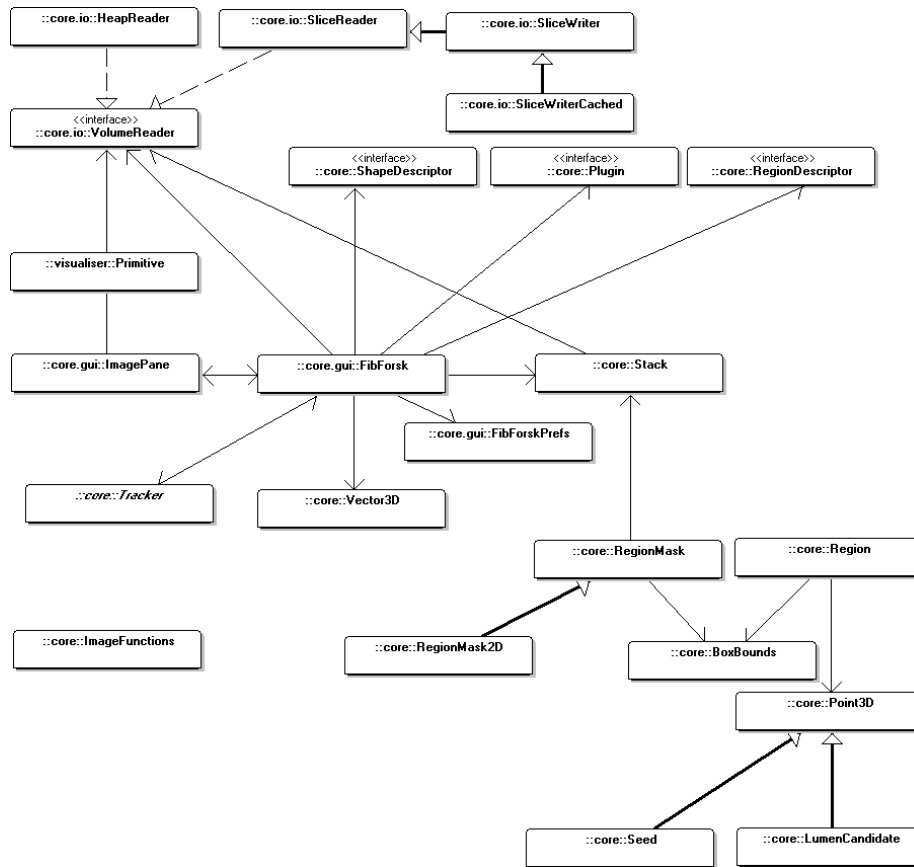 ::core.io::HeapReader
::core.io::SliceReader
::core.io::SliceWriter
::core.io::SliceWriterCached
<<interface>>
::core.io::VolumeReader
<<interface>>
::core::ShapeDescriptor
<<interface>>
::core::Plugin
<<interface>>
::core::RegionDescriptor
::visualiser::Primitive
::core.gui::ImagePane
::core.gui::FibForsk
::core::Stack
::core.gui::FibForskPrefs
::core::Tracker
::core::Vector3D
::core::RegionMask
::core::Region
::core::ImageFunctions
::core::RegionMask2D
::core::BoxBounds
::core::Point3D
::core::Seed
::core::LumenCandidate